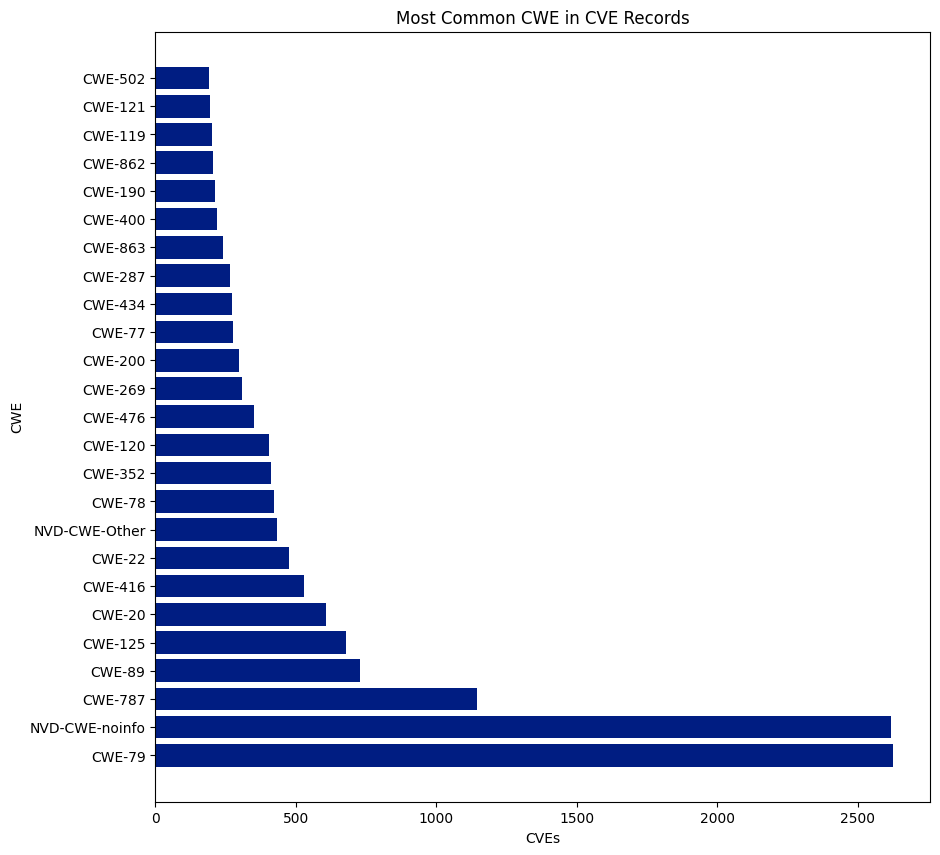 Most Common CWE in CVE Records
CWE-502
CWE-121
CWE-119
CWE-862
CWE-190
CWE-400
CWE-863
CWE-287
CWE-434
CWE-77
CWE-200
CWE-269
CWE-476
CWE-120
CWE-352
CWE-78
NVD-CWE-Other
CWE-22
CWE-416
CWE-20
CWE-125
CWE-89
CWE-787
NVD-CWE-noinfo
CWE-79
CWE
0 500 1000 1500 2000 2500
CVEs